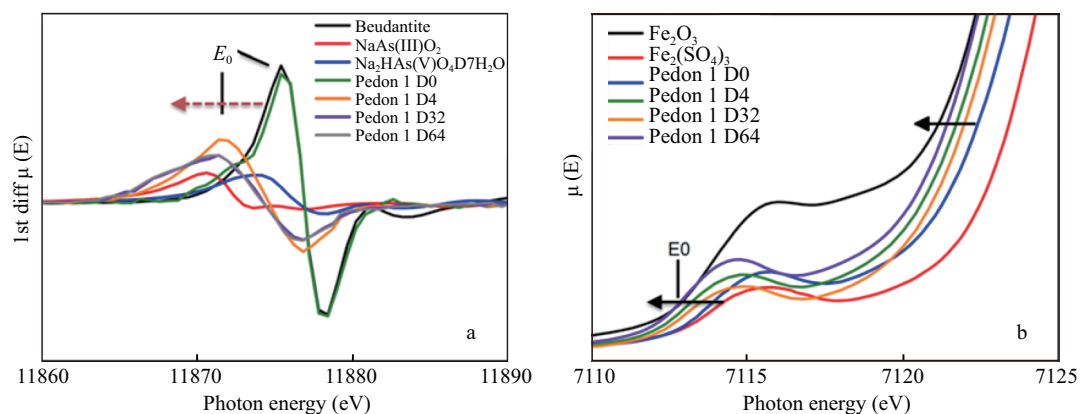 Beudantite
NaAs(III)O₂
Na₂HAs(V)O₄D7H₂O
Pedon 1 D0
Pedon 1 D4
Pedon 1 D32
Pedon 1 D64
E₀
1st diff μ (E)
a
11860 11870 11880 11890
Photon energy (eV)
Fe₂O₃
Fe₂(SO₄)₃
Pedon 1 D0
Pedon 1 D4
Pedon 1 D32
Pedon 1 D64
E0
μ (E)
b
7110 7115 7120 7125
Photon energy (eV)